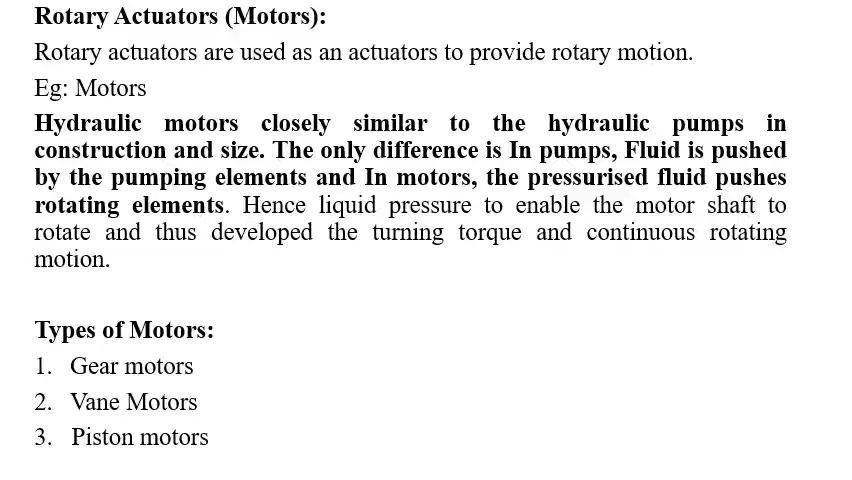 Rotary Actuators (Motors):
Rotary actuators are used as an actuators to provide rotary motion.
Eg: Motors
Hydraulic motors closely similar to the hydraulic pumps in
construction and size. The only difference is In pumps, Fluid is pushed
by the pumping elements and In motors, the pressurised fluid pushes
rotating elements. Hence liquid pressure to enable the motor shaft to
rotate and thus developed the turning torque and continuous rotating
motion.
Types of Motors:
1. Gear motors
2. Vane Motors
3. Piston motors